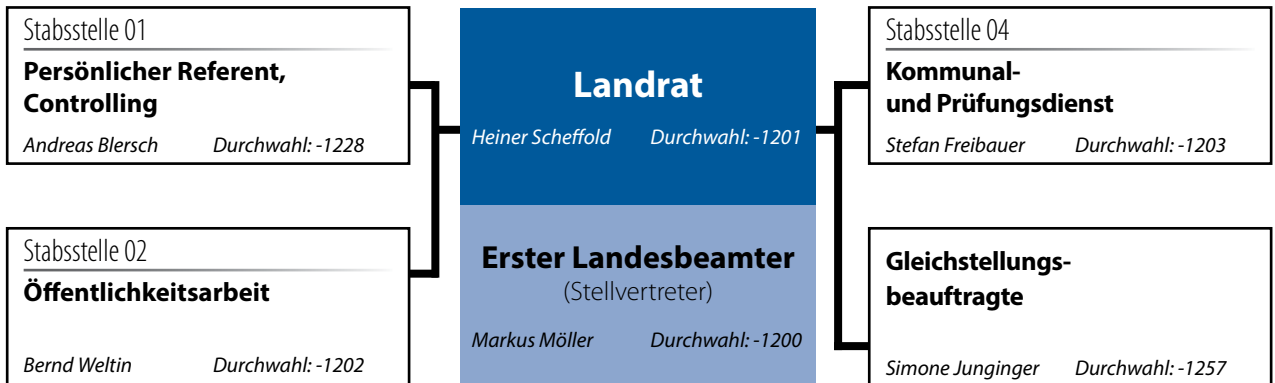 Stabsstelle 01
Persönlicher Referent,
Controlling
Andreas Blersch Durchwahl: -1228
Stabsstelle 02
Öffentlichkeitsarbeit
Bernd Weltin Durchwahl: -1202
Landrat
Heiner Scheffold Durchwahl: -1201
Erster Landesbeamter
(Stellvertreter)
Markus Möller Durchwahl: -1200
Stabsstelle 04
Kommunal-
und Prüfungsdienst
Stefan Freibauer Durchwahl: -1203
Gleichstellungs-
beauftragte
Simone Junginger Durchwahl: -1257